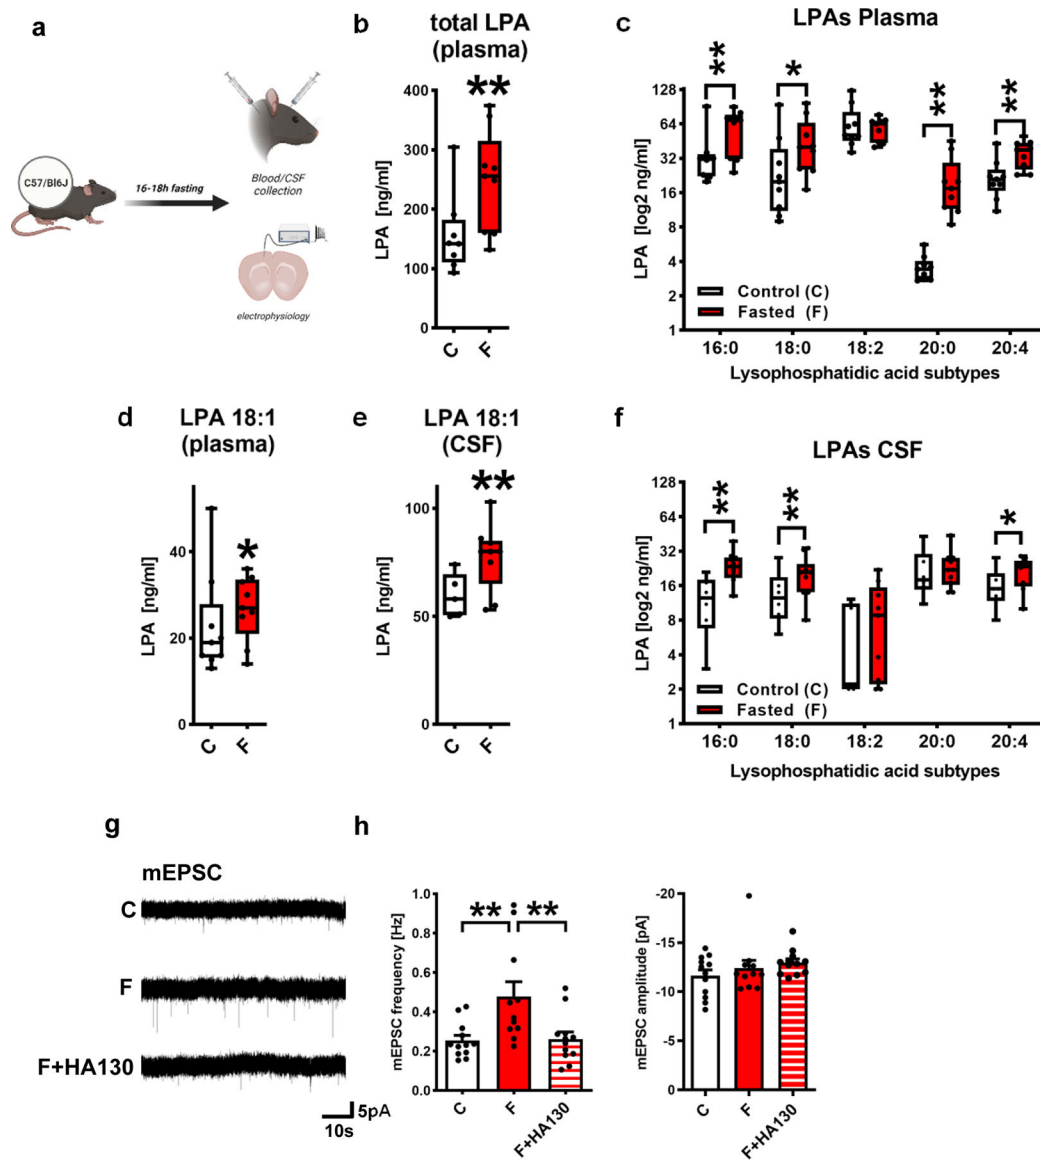 a
C57/Bl6J
16-18h fasting
Blood/CSF
collection
electrophysiology
b
total LPA
(plasma)
**
LPA [ng/ml]
400
300
200
100
0
C
F
c
LPAs Plasma
**
*
**
**
LPA [log2 ng/ml]
128
64
32
16
8
4
2
1
Control (C)
Fasted (F)
16:0
18:0
18:2
20:0
20:4
Lysophosphatidic acid subtypes
d
LPA 18:1
(plasma)
*
LPA [ng/ml]
40
20
0
C
F
e
LPA 18:1
(CSF)
**
LPA [ng/ml]
100
50
0
C
F
f
LPAs CSF
**
**
*
LPA [log2 ng/ml]
128
64
32
16
8
4
2
1
Control (C)
Fasted (F)
16:0
18:0
18:2
20:0
20:4
Lysophosphatidic acid subtypes
g
mEPSC
C
F
F+HA130
5pA
10s
h
**
**
mEPSC frequency [Hz]
1.0
0.8
0.6
0.4
0.2
0.0
C
F
F+HA130
mEPSC amplitude [pA]
-20
-15
-10
-5
0
C
F
F+HA130